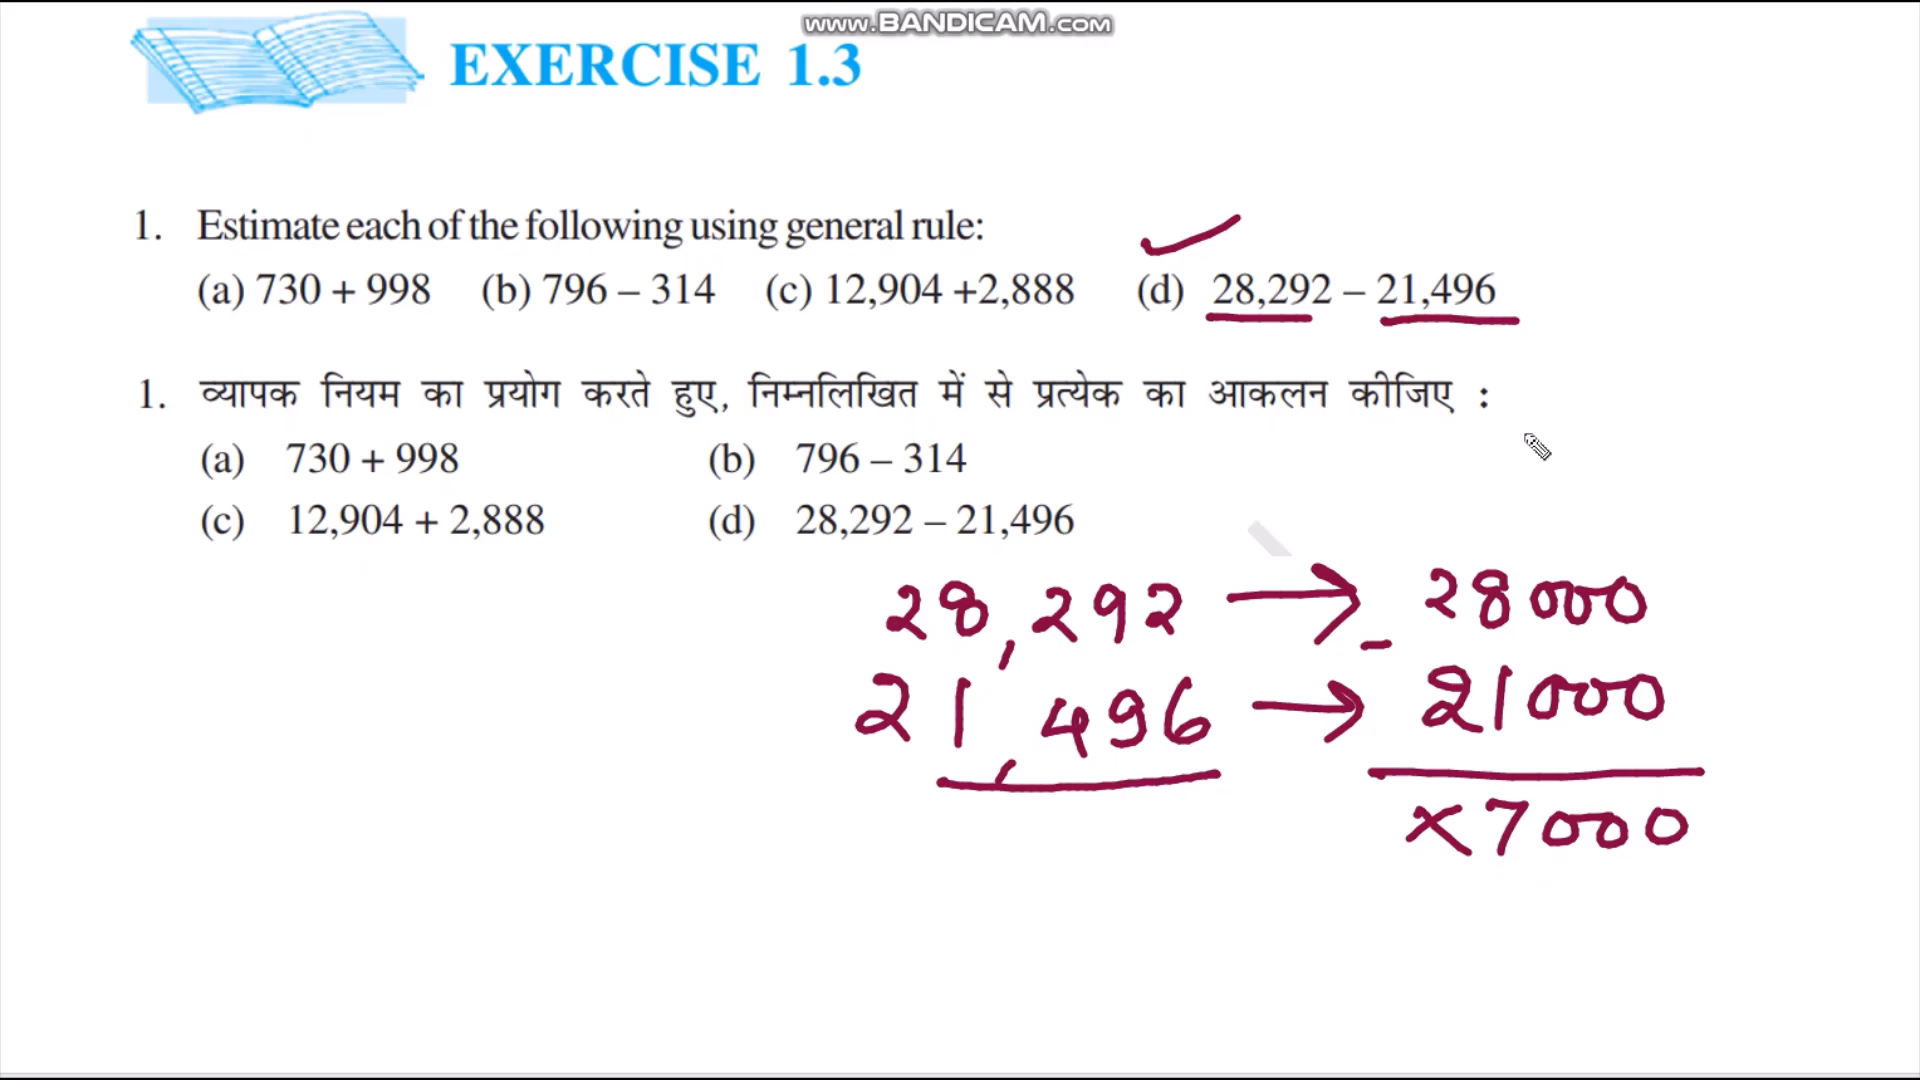 www.BANDICAM.com
EXERCISE 1.3
1. Estimate each of the following using general rule:
(a) 730 + 998 (b) 796 – 314 (c) 12,904 +2,888 (d) 28,292 – 21,496
1. व्यापक नियम का प्रयोग करते हुए, निम्नलिखित में से प्रत्येक का आकलन कीजिए :
(a) 730 + 998 (b) 796 – 314
(c) 12,904 + 2,888 (d) 28,292 – 21,496
28,292 → 28000
21,496 → - 21000
×7000